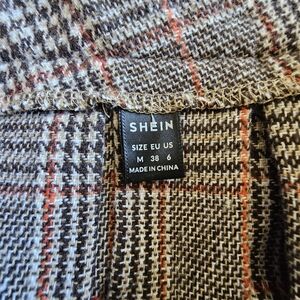 SHEIN
SIZE EU US
M 38 6
MADE IN CHINA